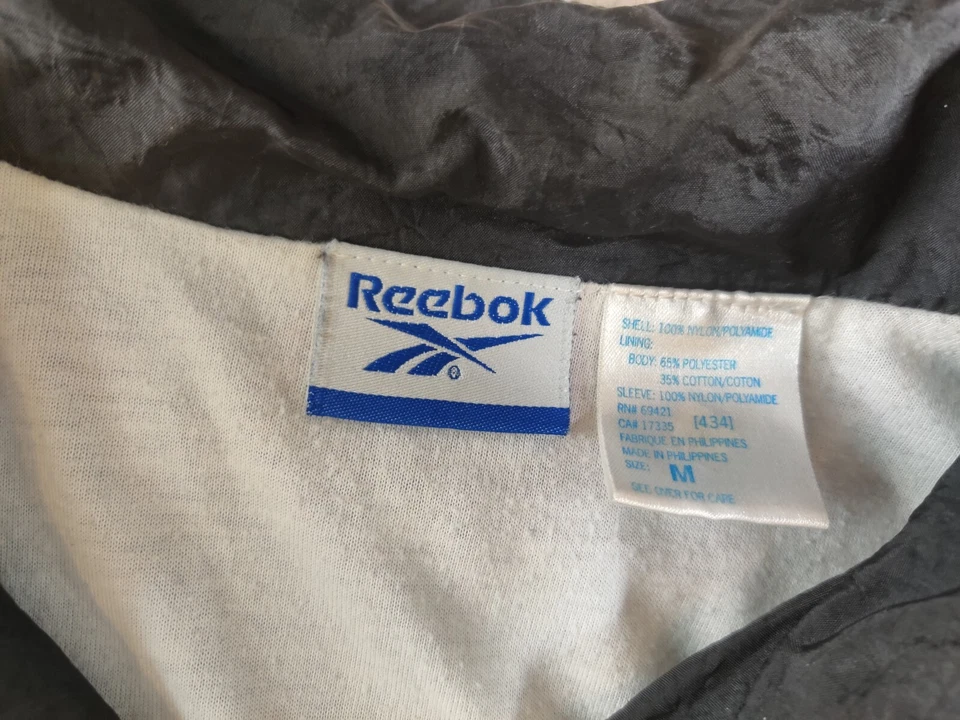 Reebok
®
SHELL: 100% NYLON/POLYAMIDE
LINING:
BODY: 65% POLYESTER
35% COTTON/COTON
SLEEVE: 100% NYLON/POLYAMIDE
RN# 69421
CA# 17335 [434]
FABRIQUE EN PHILIPPINES
MADE IN PHILIPPINES
SIZE: M
SEE OVER FOR CARE